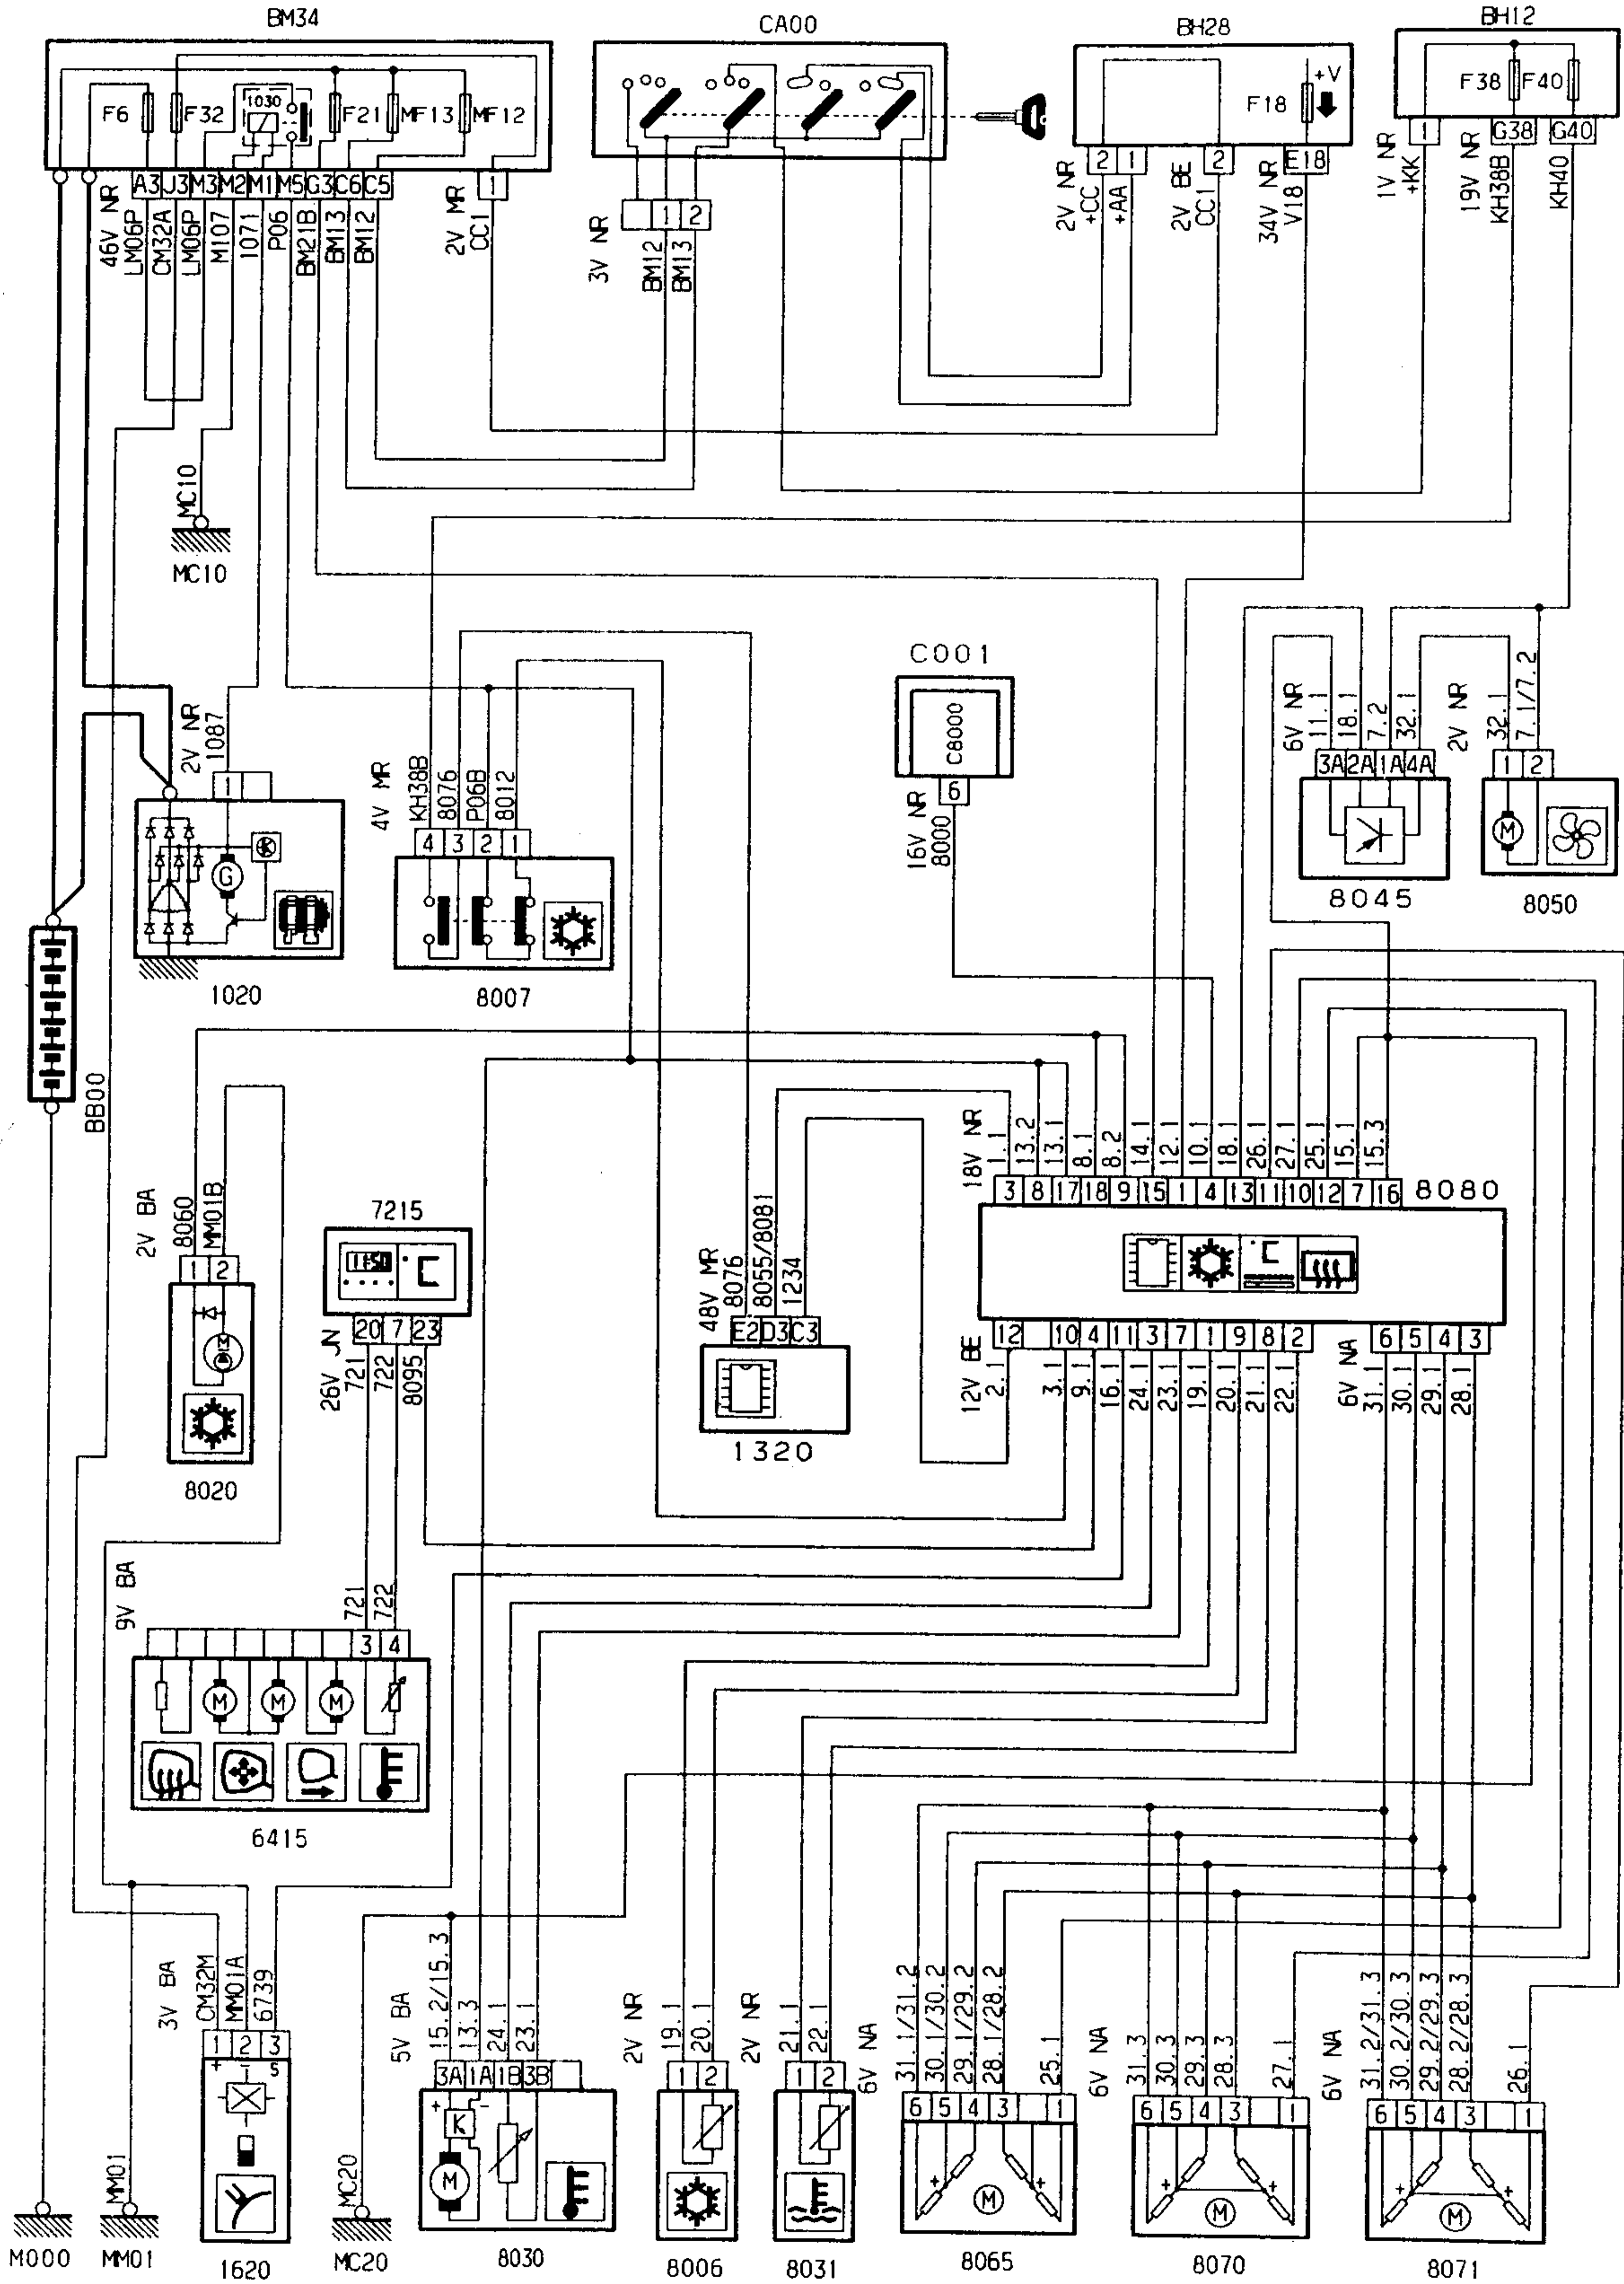 BM34
CA00
BH28
BH12
F6
F32
1030
F21
MF13
MF12
F18
+V
F38
F40
A3 J3 M3 M2 M1 M5 G3 C6 C5
1
46V NR
LM06P
CM32A
LM06P
M107
1071
P06
BM21B
BM13
BM12
2V MR
CC1
1 2
3V NR
BM12
BM13
2 1
2
E18
2V NR
+CC
+AA
2V BE
CC1
34V NR
V18
1
G38
G40
1V NR
+KK
19V NR
KH38B
KH40
MC10
MC10
2V NR
1087
1
G
1020
4V MR
KH38B
8076
P06B
8012
4 3 2 1
8007
C001
C8000
6
16V NR
8000
6V NR
11.1
18.1
7.2
32.1
3A 2A 1A 4A
8045
2V NR
32.1
7.1/7.2
1 2
M
8050
BB00
2V BA
8060
MM01B
1 2
M
8020
7215
11:50
°C
20 7 23
26V JN
721
722
8095
48V MR
8076
8055/8081
1234
E2 D3 C3
1320
18V NR
1.1
13.2
13.1
8.1
8.2
14.1
12.1
10.1
18.1
26.1
27.1
25.1
15.1
15.3
3 8 17 18 9 15 1 4 13 11 10 12 7 16
8080
°C
12 10 4 11 3 7 1 9 8 2
6 5 4 3
12V BE
2.1
3.1
9.1
16.1
24.1
23.1
19.1
20.1
21.1
22.1
6V NA
31.1
30.1
29.1
28.1
9V BA
721
722
3 4
M M M
6415
3V BA
CM32M
MM01A
6739
1 2 3
+ - S
1620
M000
MM01
MM01
MC20
MC20
5V BA
15.2/15.3
13.3
24.1
23.1
3A 1A 1B 3B
+ K -
M
8030
2V NR
19.1
20.1
1 2
8006
2V NR
21.1
22.1
1 2
8031
6V NA
31.1/31.2
30.1/30.2
29.1/29.2
28.1/28.2
25.1
6 5 4 3 1
+ +
M
8065
6V NA
31.3
30.3
29.3
28.3
27.1
6 5 4 3 1
+ +
M
8070
6V NA
31.2/31.3
30.2/30.3
29.2/29.3
28.2/28.3
26.1
6 5 4 3 1
+ +
M
8071